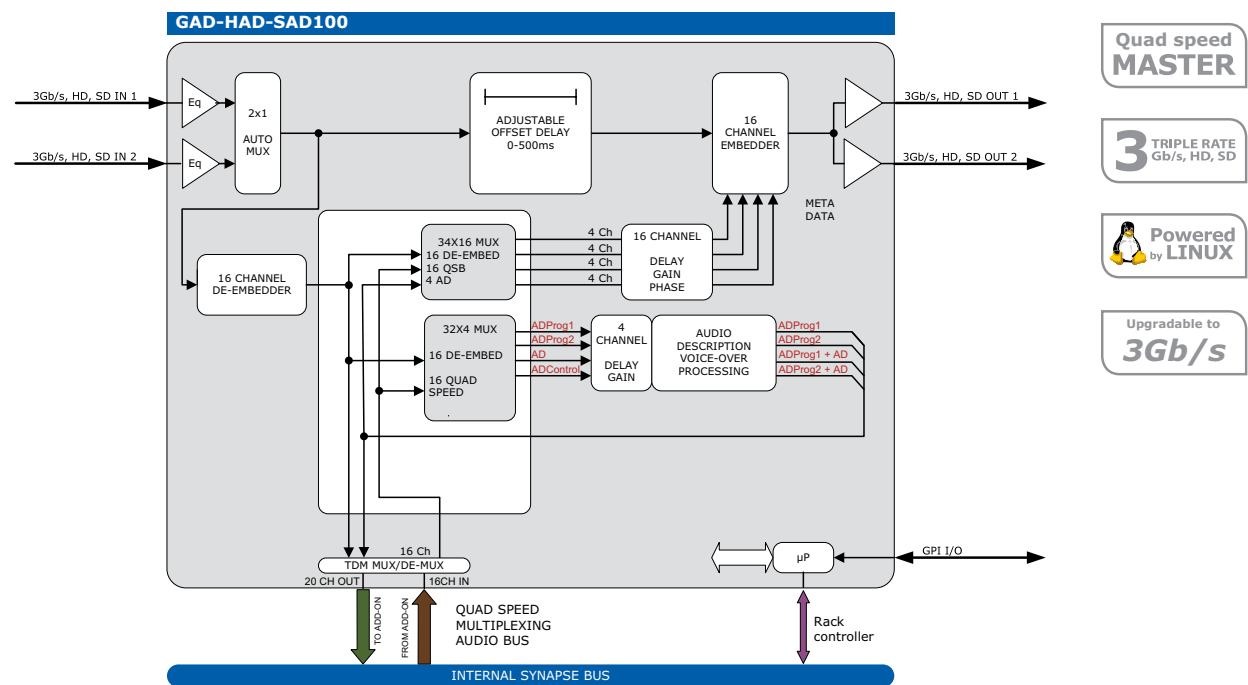 GAD-HAD-SAD100
3Gb/s, HD, SD IN 1
3Gb/s, HD, SD IN 2
Eq
Eq
2x1
AUTO
MUX
ADJUSTABLE
OFFSET DELAY
0-500ms
16
CHANNEL
EMBEDDER
3Gb/s, HD, SD OUT 1
3Gb/s, HD, SD OUT 2
META
DATA
16 CHANNEL
DE-EMBEDDER
34X16 MUX
16 DE-EMBED
16 QSB
4 AD
4 Ch
4 Ch
4 Ch
4 Ch
16 CHANNEL
DELAY
GAIN
PHASE
32X4 MUX
16 DE-EMBED
16 QUAD
SPEED
.
ADProg1
ADProg2
AD
ADControl
4
CHANNEL
DELAY
GAIN
AUDIO
DESCRIPTION
VOICE-OVER
PROCESSING
ADProg1
ADProg2
ADProg1 + AD
ADProg2 + AD
16 Ch
TDM MUX/DE-MUX
20 CH OUT
16CH IN
TO ADD-ON
FROM ADD-ON
QUAD SPEED
MULTIPLEXING
AUDIO BUS
µP
GPI I/O
Rack
controller
INTERNAL SYNAPSE BUS
Quad speed
MASTER
3 TRIPLE RATE
Gb/s, HD, SD
Powered
by LINUX
Upgradable to
3Gb/s